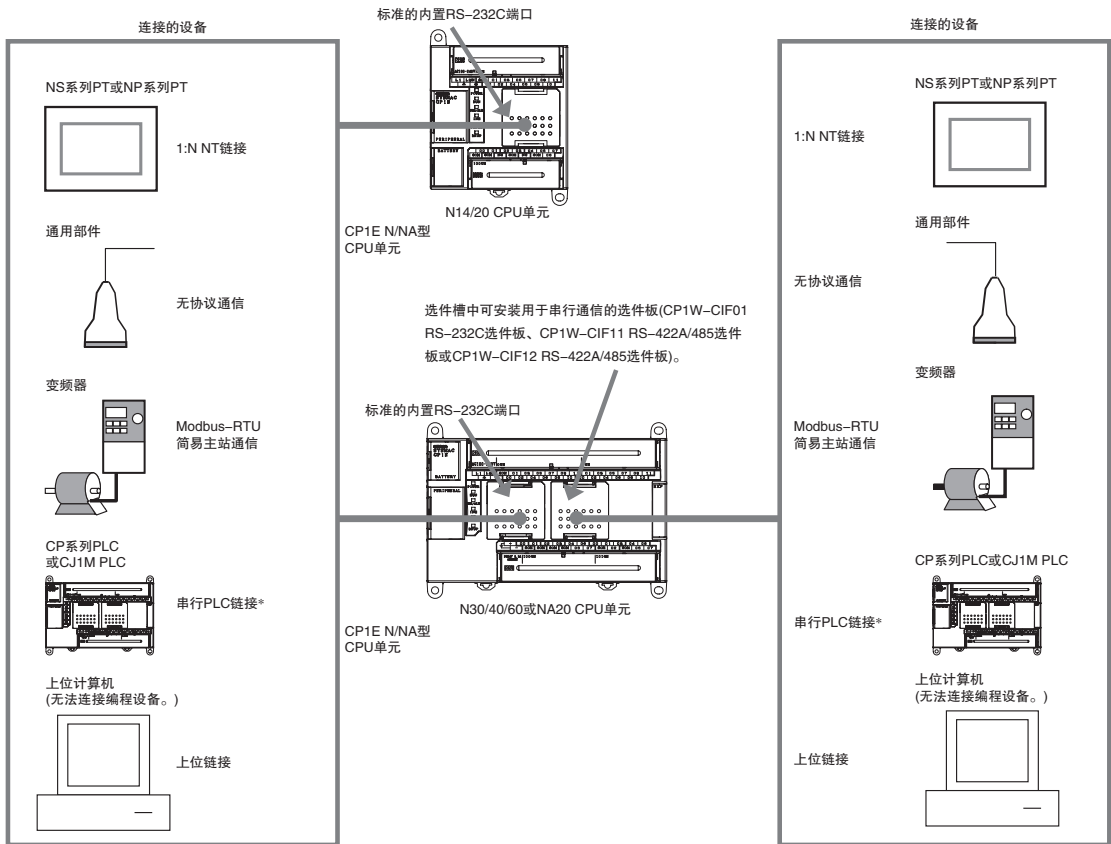 连接的设备
NS系列PT或NP系列PT
1:N NT链接
通用部件
无协议通信
变频器
Modbus–RTU
简易主站通信
CP系列PLC
或CJ1M PLC
串行PLC链接*
上位计算机
(无法连接编程设备。)
上位链接
标准的内置RS–232C端口
SYSMAC
CP1E
PERIPHERAL
BATTERY
N14/20 CPU单元
CP1E N/NA型
CPU单元
选件槽中可安装用于串行通信的选件板(CP1W–CIF01
RS–232C选件板、CP1W–CIF11 RS–422A/485选件
板或CP1W–CIF12 RS–422A/485选件板)。
标准的内置RS–232C端口
SYSMAC
CP1E
BATTERY
PERIPHERAL
N30/40/60或NA20 CPU单元
CP1E N/NA型
CPU单元
连接的设备
NS系列PT或NP系列PT
1:N NT链接
通用部件
无协议通信
变频器
Modbus–RTU
简易主站通信
CP系列PLC或CJ1M PLC
串行PLC链接*
上位计算机
(无法连接编程设备。)
上位链接